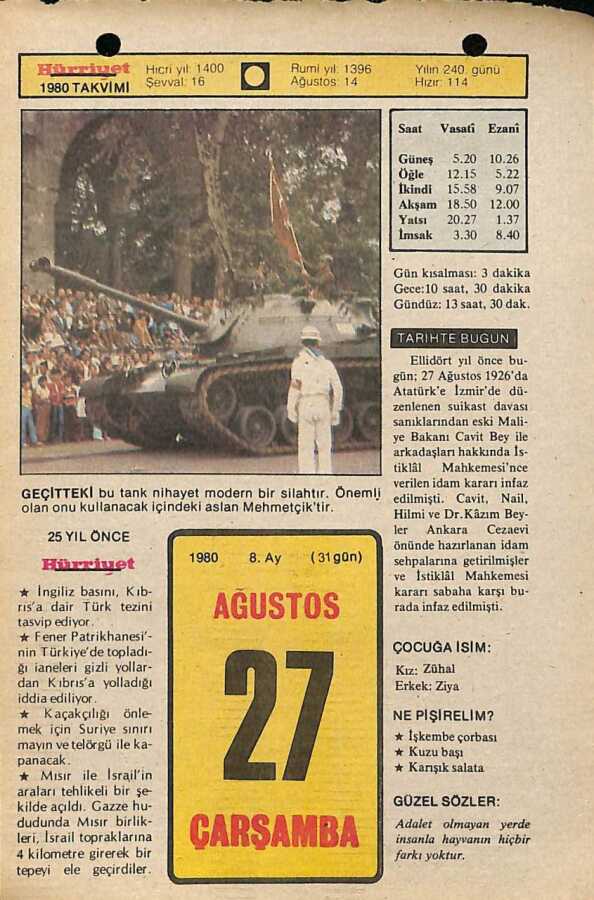 Hürriyet
1980 TAKVİMİ
Hicri yıl: 1400
Şevval: 16
Rumi yıl: 1396
Ağustos: 14
Yılın 240. günü
Hızır: 114
Saat Vasatî Ezanî
Güneş 5.20 10.26
Öğle 12.15 5.22
İkindi 15.58 9.07
Akşam 18.50 12.00
Yatsı 20.27 1.37
İmsak 3.30 8.40
Gün kısalması: 3 dakika
Gece:10 saat, 30 dakika
Gündüz: 13 saat, 30 dak.
TARİHTE BUGÜN
Ellidört yıl önce bu-
gün; 27 Ağustos 1926'da
Atatürk'e İzmir'de dü-
zenlenen suikast davası
sanıklarından eski Mali-
ye Bakanı Cavit Bey ile
arkadaşları hakkında İs-
tiklâl Mahkemesi'nce
verilen idam kararı infaz
edilmişti. Cavit, Nail,
Hilmi ve Dr.Kâzım Bey-
ler Ankara Cezaevi
önünde hazırlanan idam
sehpalarına getirilmişler
ve İstiklâl Mahkemesi
kararı sabaha karşı bu-
rada infaz edilmişti.
GEÇİTTEKİ bu tank nihayet modern bir silahtır. Önemli
olan onu kullanacak içindeki aslan Mehmetçik'tir.
25 YIL ÖNCE
Hürriyet
★ İngiliz basını, Kıb-
rıs'a dair Türk tezini
tasvip ediyor.
★ Fener Patrikhanesi'-
nin Türkiye'de topladı-
ğı ianeleri gizli yollar-
dan Kıbrıs'a yolladığı
iddia ediliyor.
★ Kaçakçılığı önle-
mek için Suriye sınırı
mayın ve telörgü ile ka-
panacak.
★ Mısır ile İsrail'in
araları tehlikeli bir şe-
kilde açıldı. Gazze hu-
dudunda Mısır birlik-
leri, İsrail topraklarına
4 kilometre girerek bir
tepeyi ele geçirdiler.
1980 8. Ay (31 gün)
AĞUSTOS
27
ÇARŞAMBA
ÇOCUĞA İSİM:
Kız: Zühal
Erkek: Ziya
NE PİŞİRELİM?
★ İşkembe çorbası
★ Kuzu başı
★ Karışık salata
GÜZEL SÖZLER:
Adalet olmayan yerde
insanla hayvanın hiçbir
farkı yoktur.